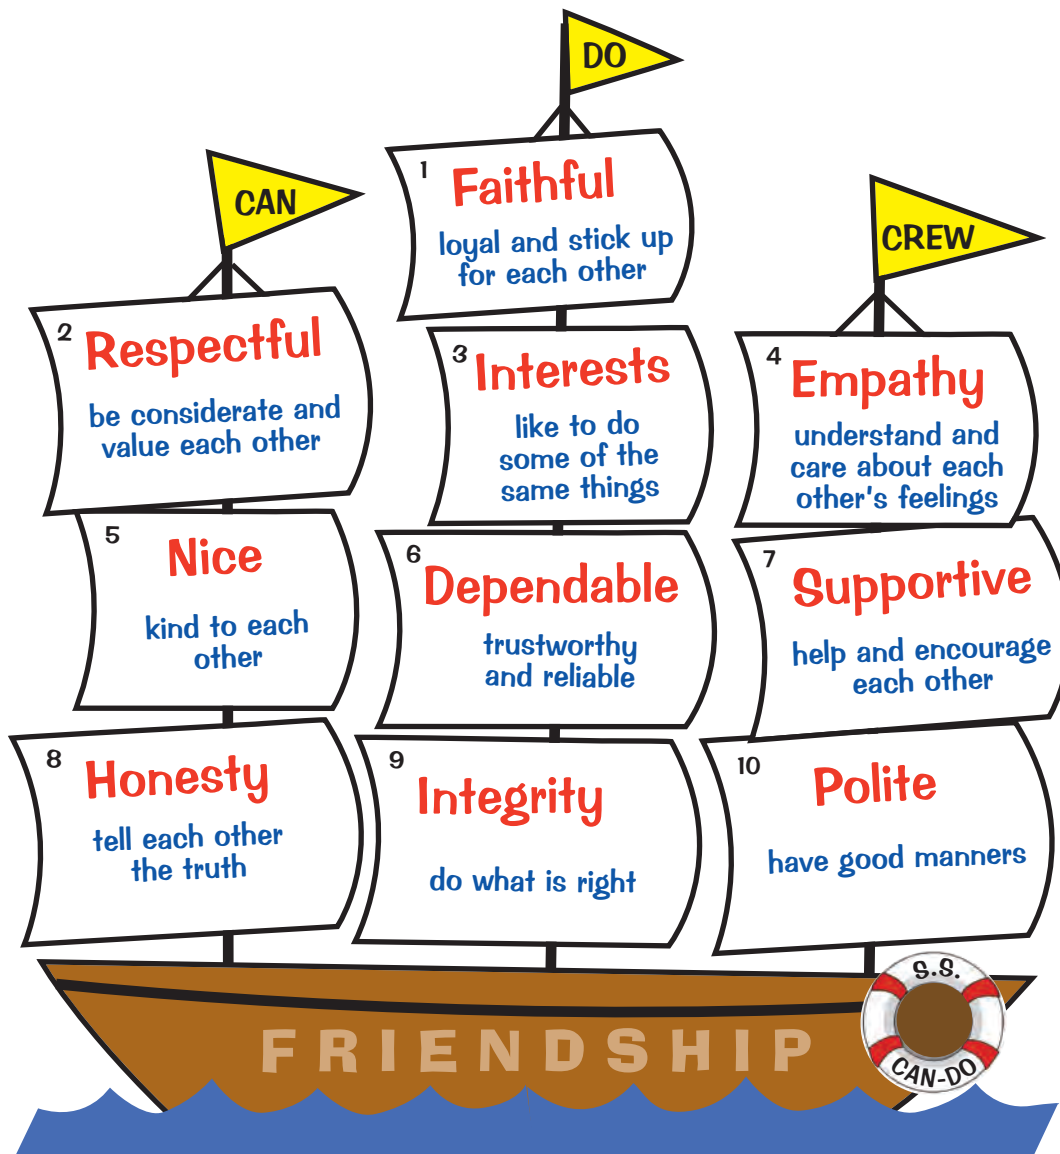 CAN
DO
CREW
1
Faithful
loyal and stick up
for each other
2
Respectful
be considerate and
value each other
3
Interests
like to do
some of the
same things
4
Empathy
understand and
care about each
other's feelings
5
Nice
kind to each
other
6
Dependable
trustworthy
and reliable
7
Supportive
help and encourage
each other
8
Honesty
tell each other
the truth
9
Integrity
do what is right
10
Polite
have good manners
FRIENDSHIP
S.S.
CAN-DO